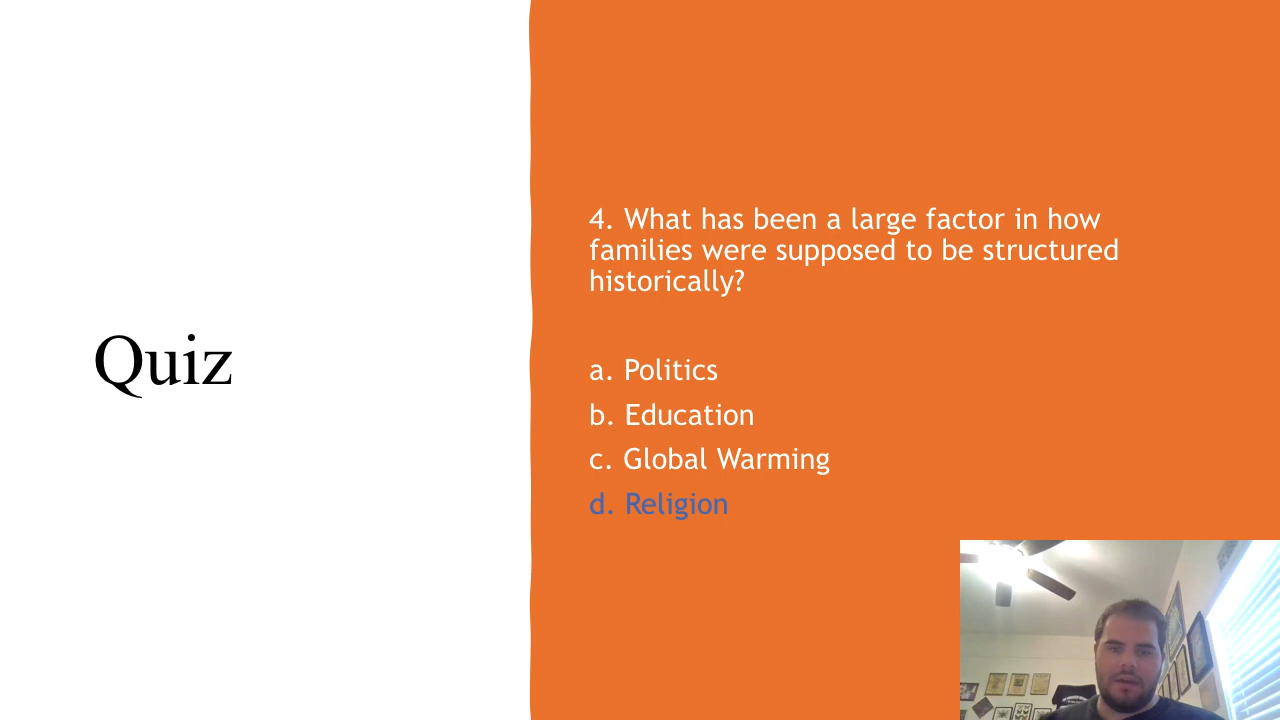 Quiz
4. What has been a large factor in how
families were supposed to be structured
historically?
a. Politics
b. Education
c. Global Warming
d. Religion